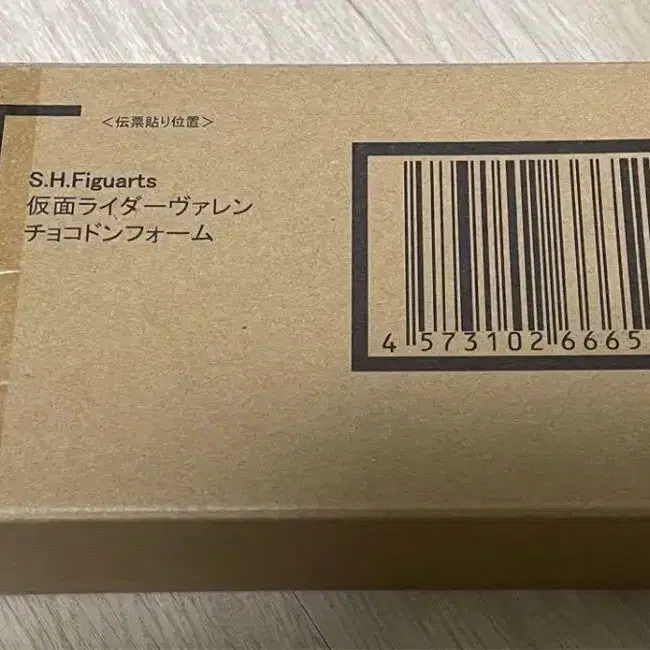 <伝票貼り位置>
S.H.Figuarts
仮面ライダーヴァレン
チョコドンフォーム
4 573102 6665